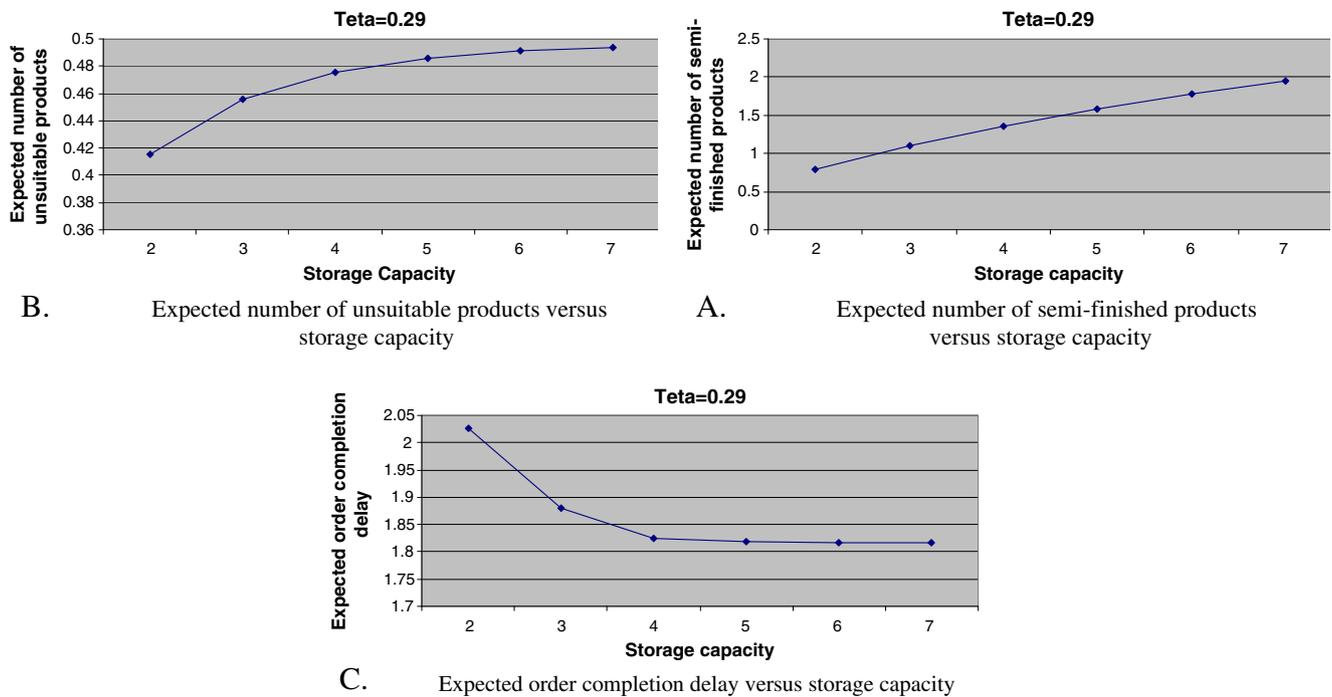 Teta=0.29
Expected number of
unsuitable products
0.5
0.48
0.46
0.44
0.42
0.4
0.38
0.36
2 3 4 5 6 7
Storage Capacity
B. Expected number of unsuitable products versus
storage capacity
Teta=0.29
Expected number of semi-
finished products
2.5
2
1.5
1
0.5
0
2 3 4 5 6 7
Storage capacity
A. Expected number of semi-finished products
versus storage capacity
Teta=0.29
Expected order completion
delay
2.05
2
1.95
1.9
1.85
1.8
1.75
1.7
2 3 4 5 6 7
Storage capacity
C. Expected order completion delay versus storage capacity